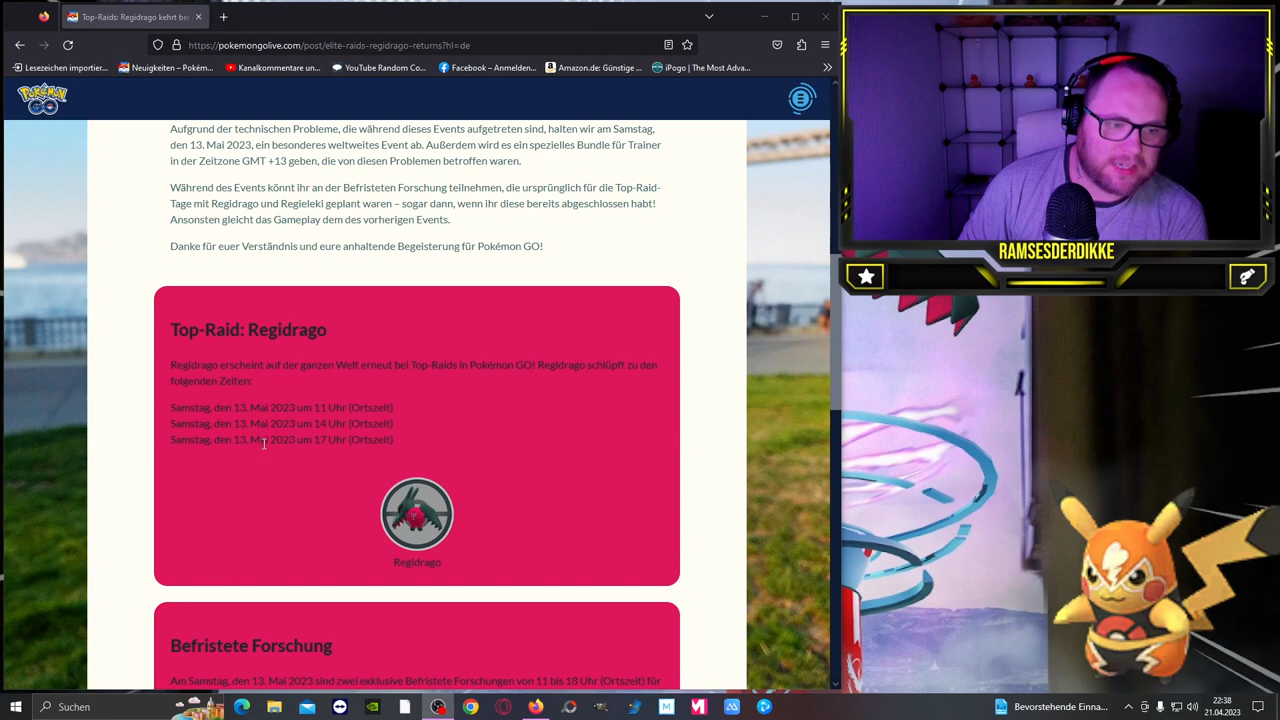 Top-Raids: Regidrago kehrt bei
https://pokemongolive.com/post/elite-raids-regidrago-returns?hl=de
Lesezeichen importier...
Neuigkeiten – Pokém...
Kanalkommentare un...
YouTube Random Co...
Facebook – Anmelden...
Amazon.de: Günstige ...
iPogo | The Most Adva...
POKÉMON GO
Aufgrund der technischen Probleme, die während dieses Events aufgetreten sind, halten wir am Samstag,
den 13. Mai 2023, ein besonderes weltweites Event ab. Außerdem wird es ein spezielles Bundle für Trainer
in der Zeitzone GMT +13 geben, die von diesen Problemen betroffen waren.
Während des Events könnt ihr an der Befristeten Forschung teilnehmen, die ursprünglich für die Top-Raid-
Tage mit Regidrago und Regieleki geplant waren – sogar dann, wenn ihr diese bereits abgeschlossen habt!
Ansonsten gleicht das Gameplay dem des vorherigen Events.
Danke für euer Verständnis und eure anhaltende Begeisterung für Pokémon GO!
Top-Raid: Regidrago
Regidrago erscheint auf der ganzen Welt erneut bei Top-Raids in Pokémon GO! Regidrago schlüpft zu den
folgenden Zeiten:
Samstag, den 13. Mai 2023 um 11 Uhr (Ortszeit)
Samstag, den 13. Mai 2023 um 14 Uhr (Ortszeit)
Samstag, den 13. Mai 2023 um 17 Uhr (Ortszeit)
Regidrago
Befristete Forschung
Am Samstag, den 13. Mai 2023 sind zwei exklusive Befristete Forschungen von 11 bis 18 Uhr (Ortszeit) für
RAMSESDERDIKKE
Suchen
Bevorstehende Einna...
22:38
21.04.2023